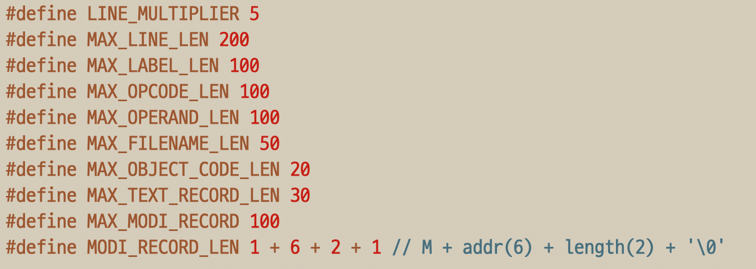 #define LINE_MULTIPLIER 5
#define MAX_LINE_LEN 200
#define MAX_LABEL_LEN 100
#define MAX_OPCODE_LEN 100
#define MAX_OPERAND_LEN 100
#define MAX_FILENAME_LEN 50
#define MAX_OBJECT_CODE_LEN 20
#define MAX_TEXT_RECORD_LEN 30
#define MAX_MODI_RECORD 100
#define MODI_RECORD_LEN 1 + 6 + 2 + 1 // M + addr(6) + length(2) + '\0'